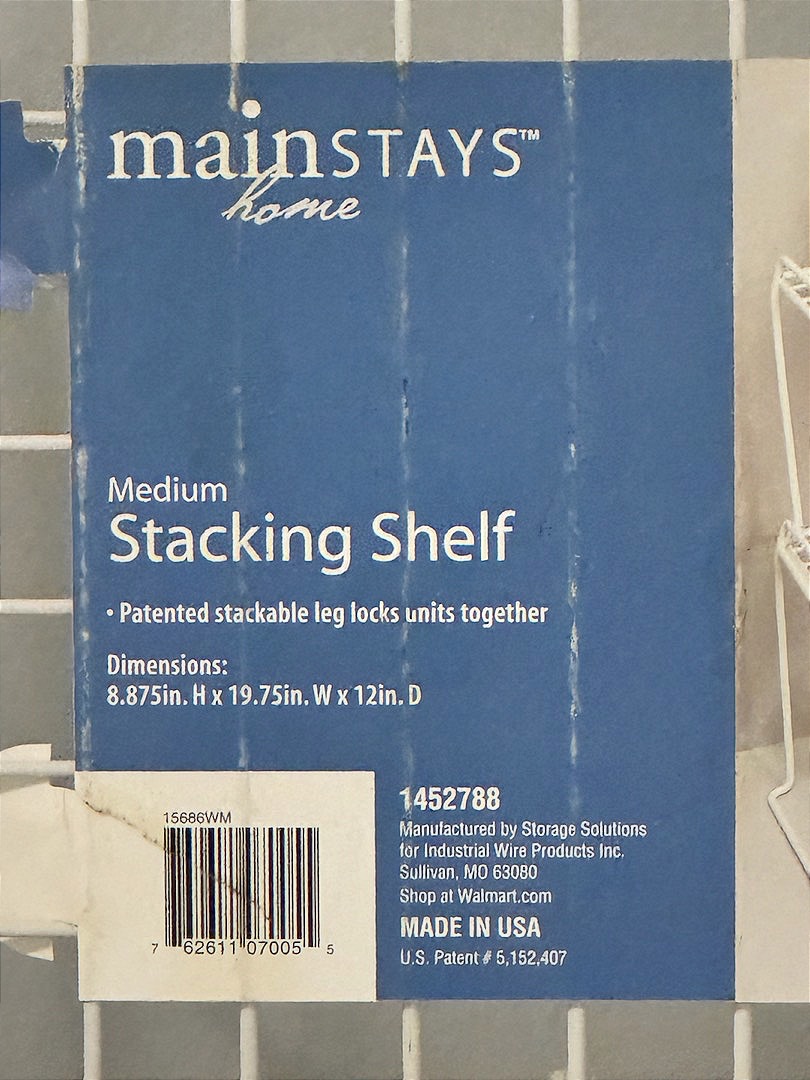 mainSTAYS™
home
Medium
Stacking Shelf
• Patented stackable leg locks units together
Dimensions:
8.875in. H x 19.75in. W x 12in. D
15686WM
7 62611 07005 5
1452788
Manufactured by Storage Solutions
for Industrial Wire Products Inc.
Sullivan, MO 63080
Shop at Walmart.com
MADE IN USA
U.S. Patent # 5,152,407